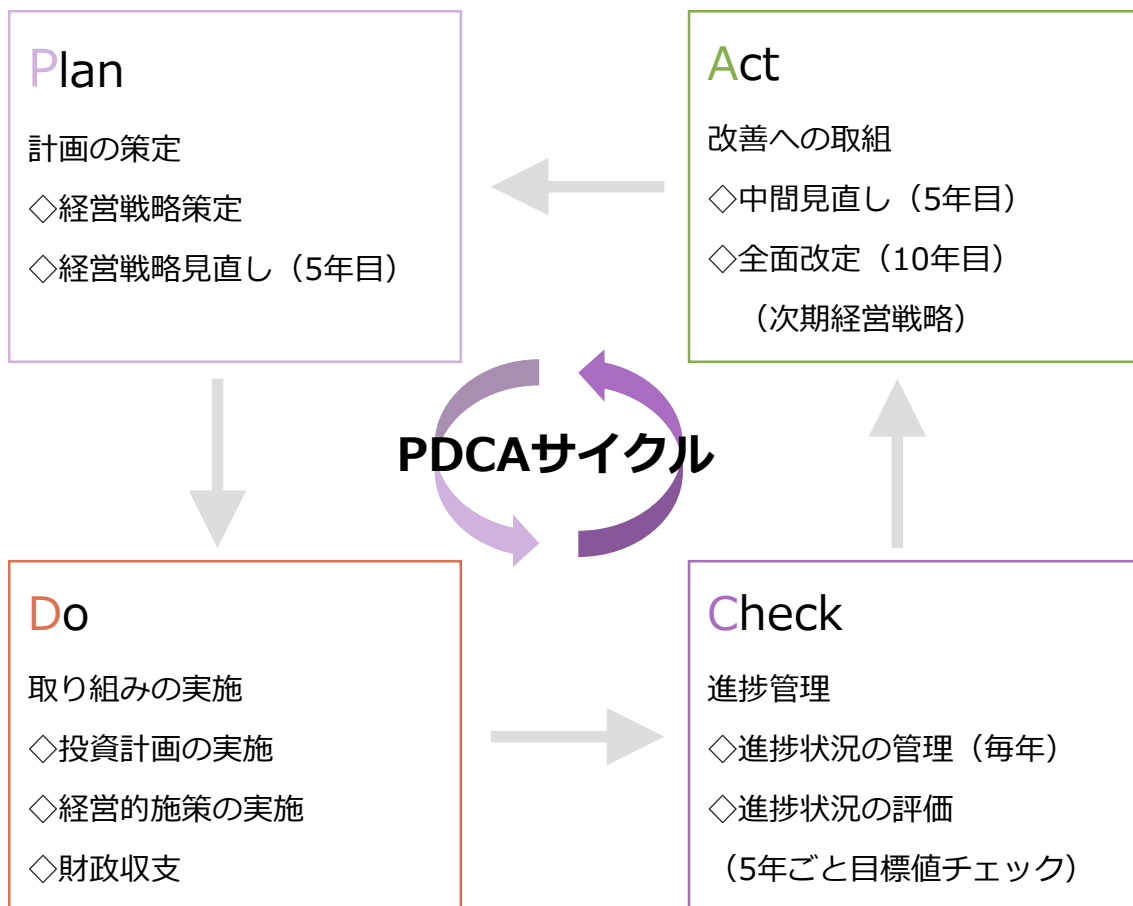 Plan
計画の策定
◇経営戦略策定
◇経営戦略見直し（5年目）
Act
改善への取組
◇中間見直し（5年目）
◇全面改定（10年目）
（次期経営戦略）
PDCAサイクル
Do
取り組みの実施
◇投資計画の実施
◇経営的施策の実施
◇財政収支
Check
進捗管理
◇進捗状況の管理（毎年）
◇進捗状況の評価
（5年ごと目標値チェック）